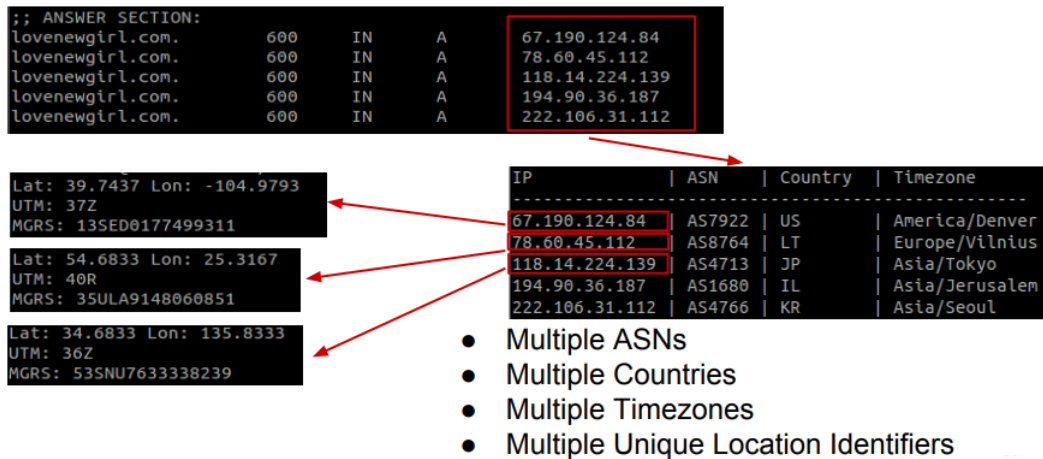 ;; ANSWER SECTION:
lovenewgirl.com. 600 IN A 67.190.124.84
lovenewgirl.com. 600 IN A 78.60.45.112
lovenewgirl.com. 600 IN A 118.14.224.139
lovenewgirl.com. 600 IN A 194.90.36.187
lovenewgirl.com. 600 IN A 222.106.31.112
Lat: 39.7437 Lon: -104.9793
UTM: 37Z
MGRS: 13SED0177499311
Lat: 54.6833 Lon: 25.3167
UTM: 40R
MGRS: 35ULA9148060851
Lat: 34.6833 Lon: 135.8333
UTM: 36Z
MGRS: 53SNU7633338239
IP | ASN | Country | Timezone
----------------------------------------------------
67.190.124.84 | AS7922 | US | America/Denver
78.60.45.112 | AS8764 | LT | Europe/Vilnius
118.14.224.139 | AS4713 | JP | Asia/Tokyo
194.90.36.187 | AS1680 | IL | Asia/Jerusalem
222.106.31.112 | AS4766 | KR | Asia/Seoul
● Multiple ASNs
● Multiple Countries
● Multiple Timezones
● Multiple Unique Location Identifiers